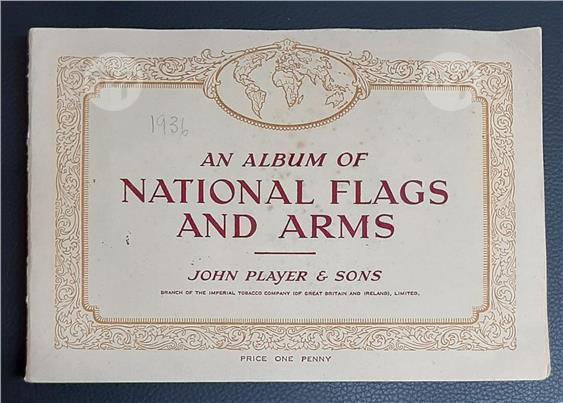 1936
AN ALBUM OF
NATIONAL FLAGS
AND ARMS
JOHN PLAYER & SONS
BRANCH OF THE IMPERIAL TOBACCO COMPANY (OF GREAT BRITAIN AND IRELAND), LIMITED,
PRICE ONE PENNY